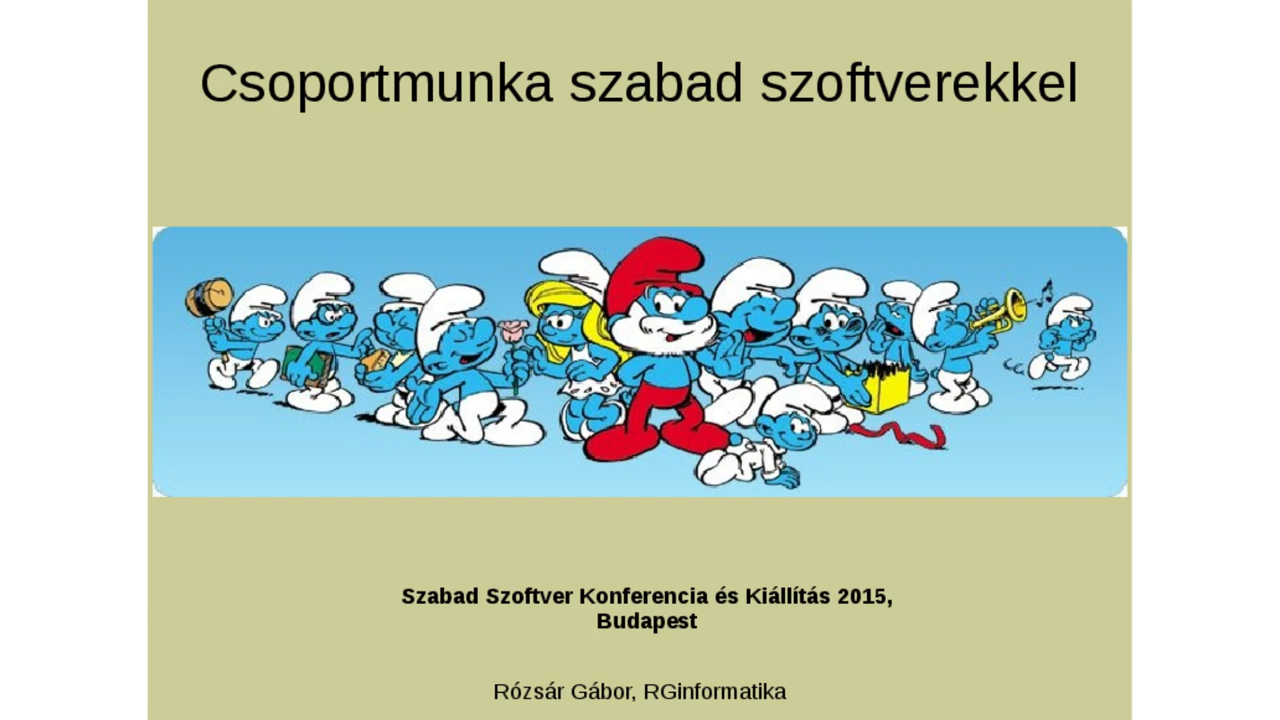 Csoportmunka szabad szoftverekkel
Szabad Szoftver Konferencia és Kiállítás 2015,
Budapest
Rózsár Gábor, RGinformatika